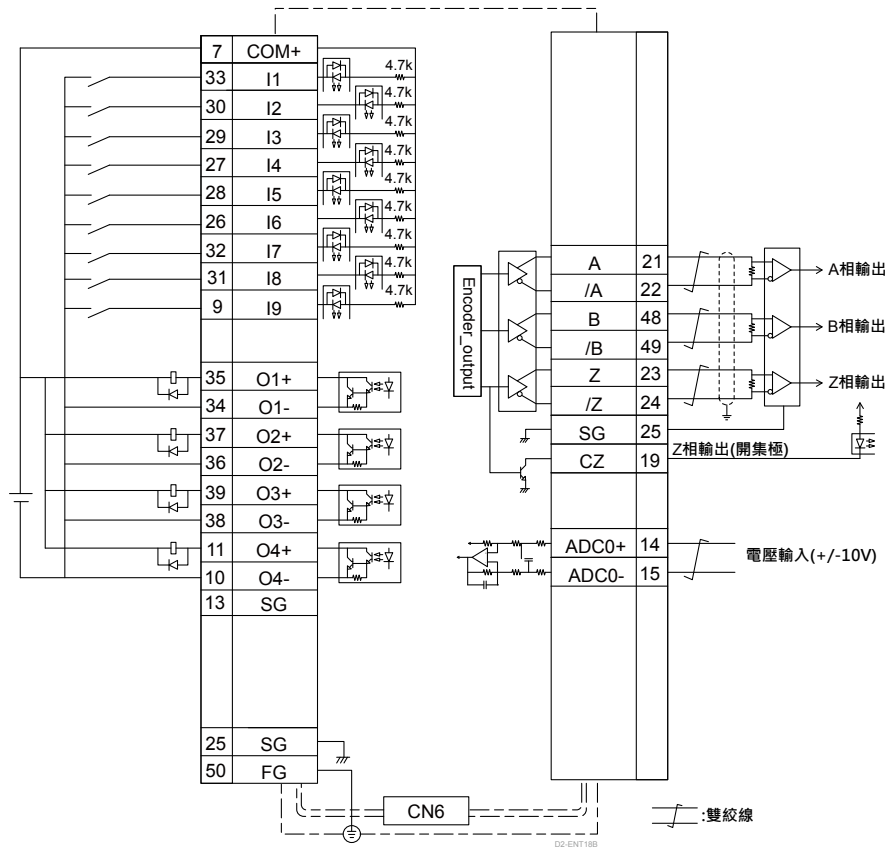 7 COM+
33 I1 4.7k
30 I2 4.7k
29 I3 4.7k
27 I4 4.7k
28 I5 4.7k
26 I6 4.7k
32 I7 4.7k
31 I8 4.7k
9 I9 4.7k
35 O1+
34 O1-
37 O2+
36 O2-
39 O3+
38 O3-
11 O4+
10 O4-
13 SG
25 SG
50 FG
CN6
Encoder_output
A 21 A相輸出
/A 22
B 48 B相輸出
/B 49
Z 23 Z相輸出
/Z 24
SG 25
Z相輸出(開集極)
CZ 19
ADC0+ 14
電壓輸入(+/-10V)
ADC0- 15
:雙絞線
D2-ENT18B